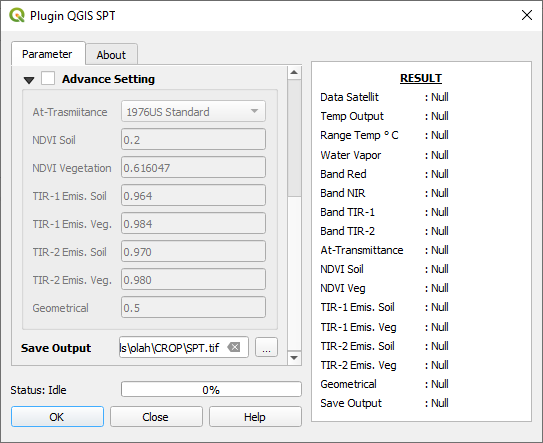 Plugin QGIS SPT
Parameter
About
Advance Setting
At-Trasmiitance
1976US Standard
NDVI Soil
0.2
NDVI Vegetation
0.616047
TIR-1 Emis. Soil
0.964
TIR-1 Emis. Veg.
0.984
TIR-2 Emis. Soil
0.970
TIR-2 Emis. Veg.
0.980
Geometrical
0.5
Save Output
ls\olah\CROP\SPT.tif
...
Status: Idle
0%
OK
Close
Help
RESULT
Data Satellit : Null
Temp Output : Null
Range Temp ° C : Null
Water Vapor : Null
Band Red : Null
Band NIR : Null
Band TIR-1 : Null
Band TIR-2 : Null
At-Transmittance : Null
NDVI Soil : Null
NDVI Veg : Null
TIR-1 Emis. Soil : Null
TIR-1 Emis. Veg : Null
TIR-2 Emis. Soil : Null
TIR-2 Emis. Veg : Null
Geometrical : Null
Save Output : Null